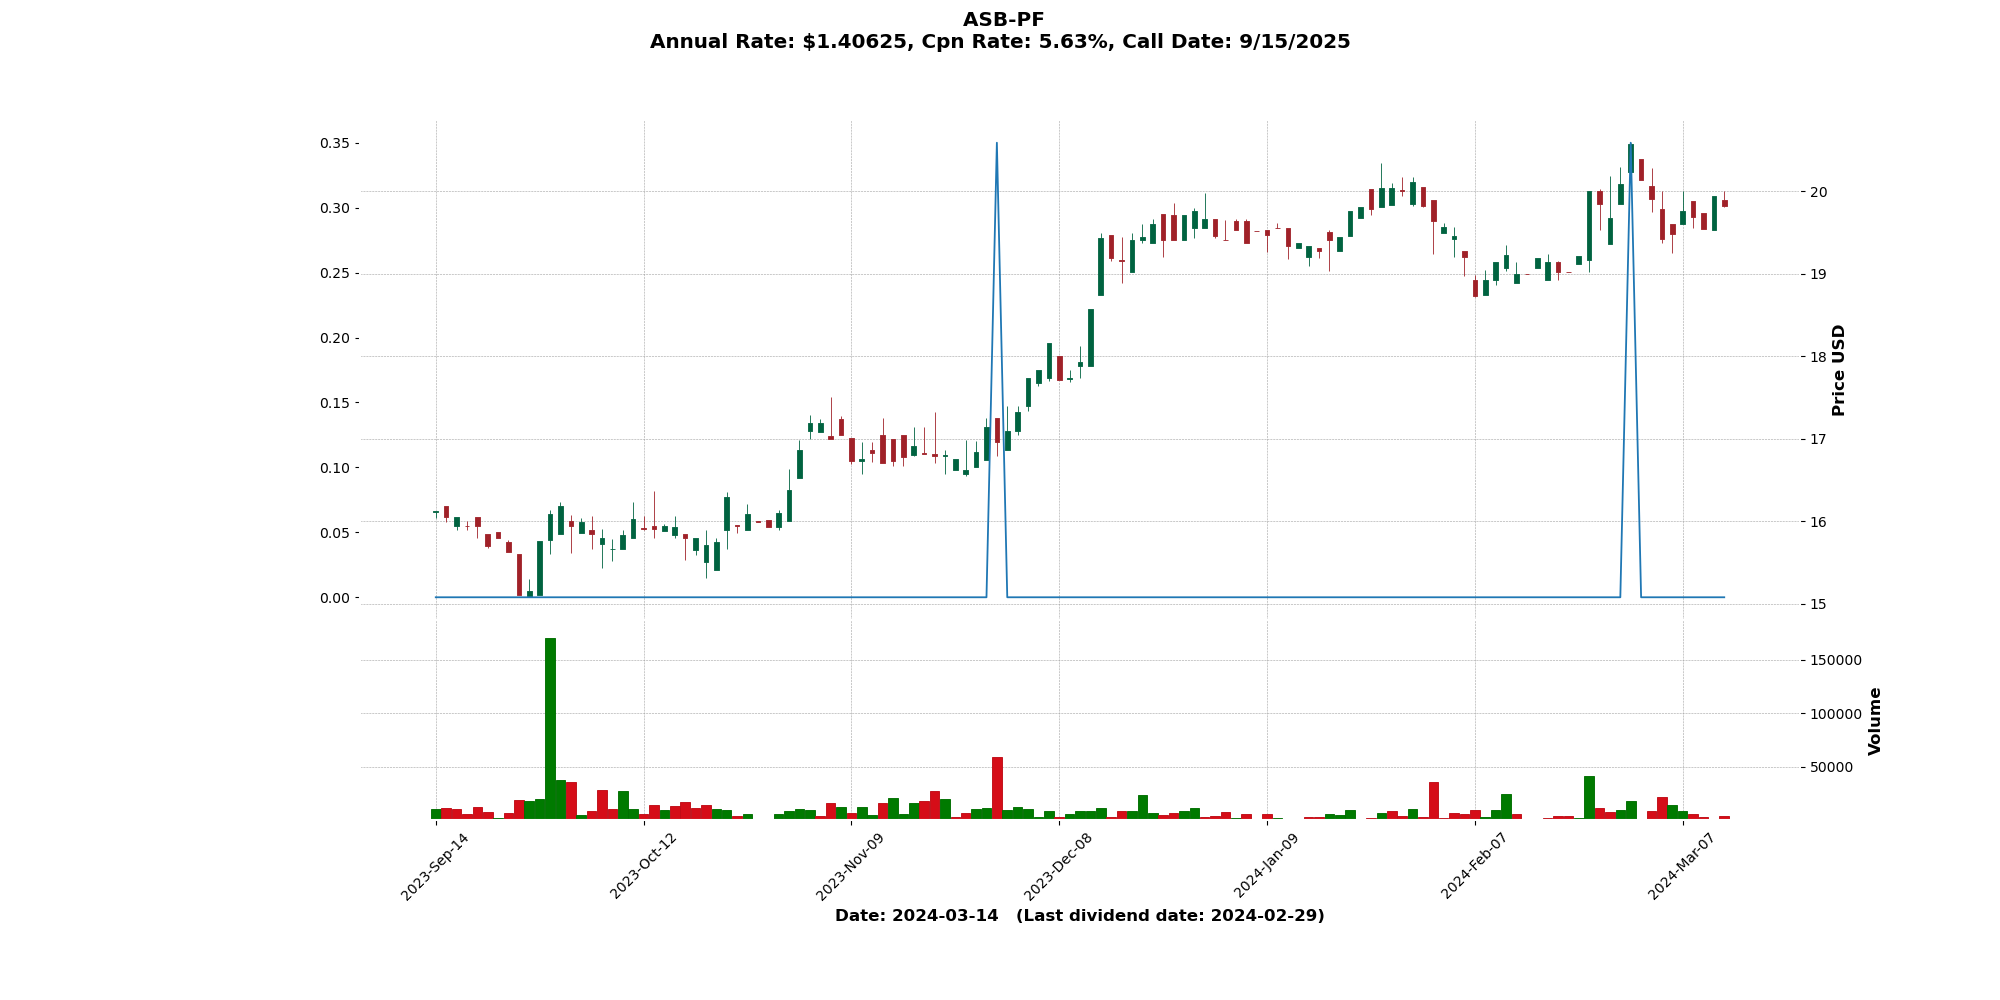 ASB-PF
Annual Rate: $1.40625, Cpn Rate: 5.63%, Call Date: 9/15/2025
0.35
0.30
0.25
0.20
0.15
0.10
0.05
0.00
20
19
18
17
16
15
Price USD
150000
100000
50000
Volume
2023-Sep-14
2023-Oct-12
2023-Nov-09
2023-Dec-08
2024-Jan-09
2024-Feb-07
2024-Mar-07
Date: 2024-03-14 (Last dividend date: 2024-02-29)